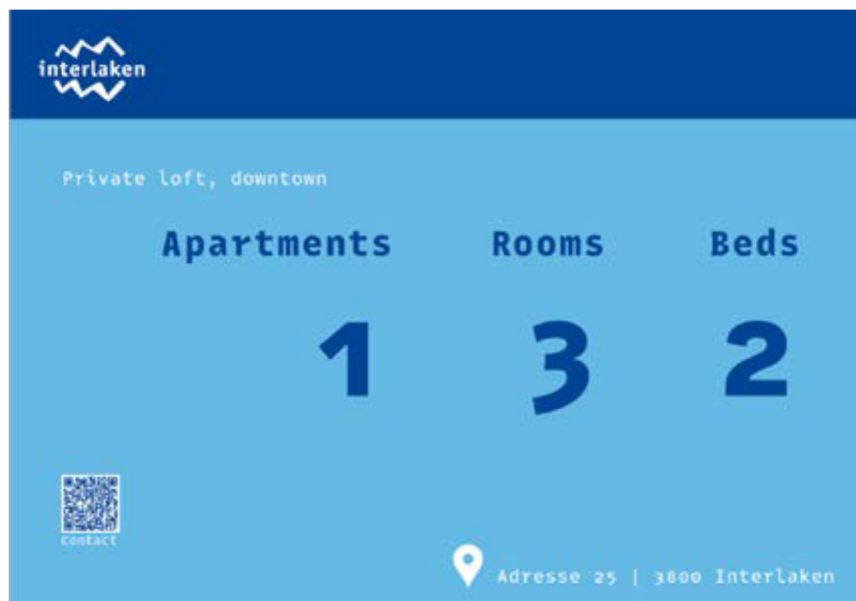 interlaken
Private loft, downtown
Apartments Rooms Beds
1 3 2
Contact
Adresse 25 | 3800 Interlaken